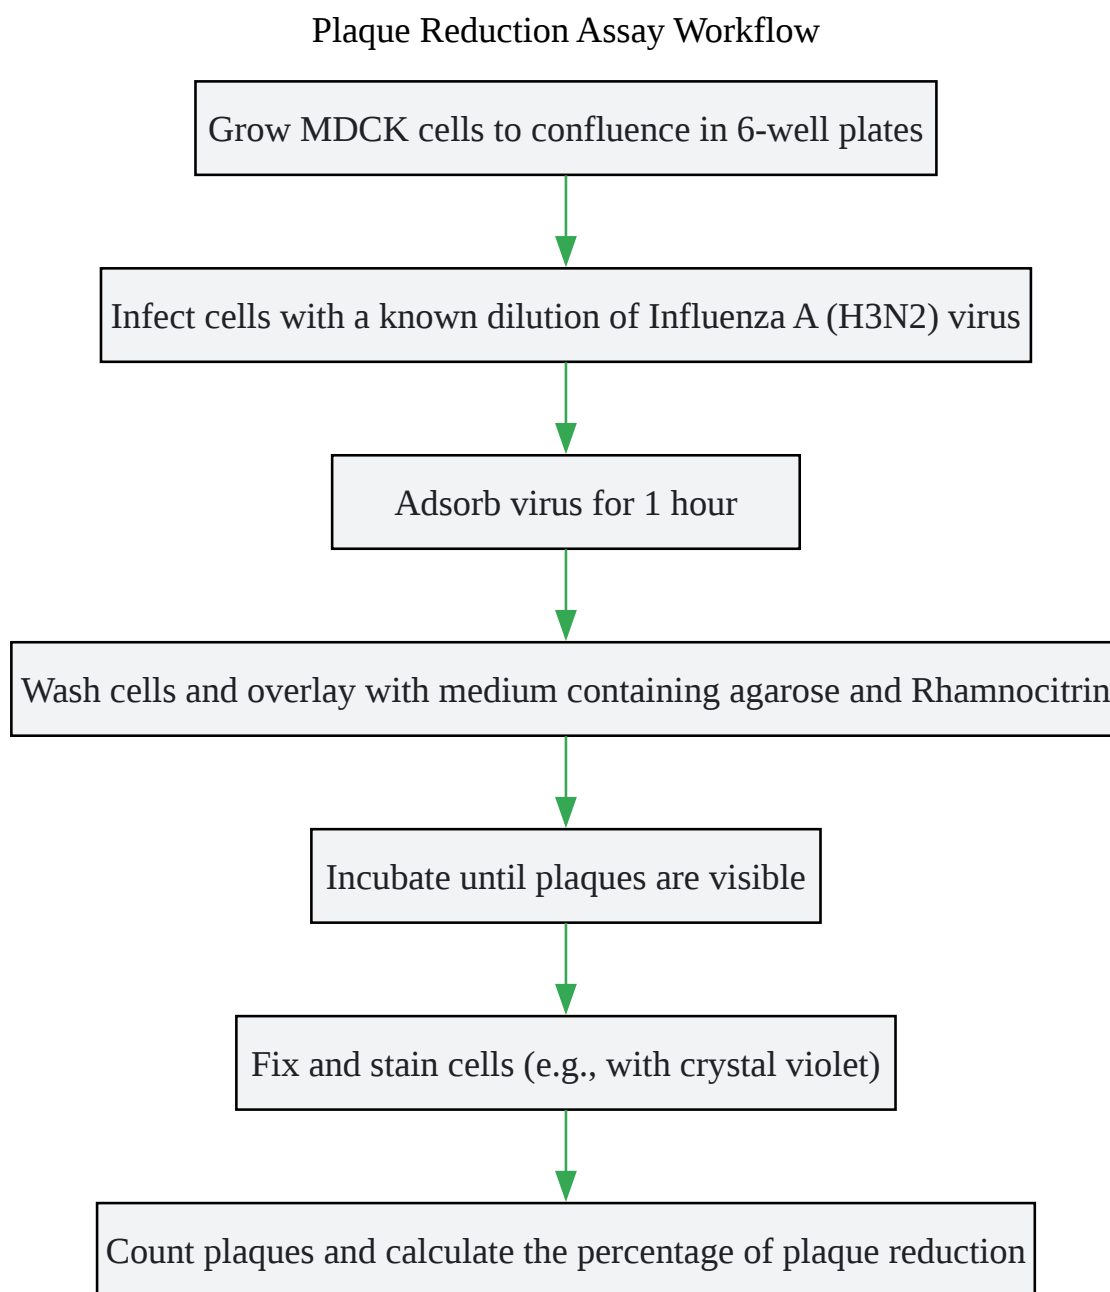 Plaque Reduction Assay Workflow
Grow MDCK cells to confluence in 6-well plates
Infect cells with a known dilution of Influenza A (H3N2) virus
Adsorb virus for 1 hour
Wash cells and overlay with medium containing agarose and Rhamnocitrin
Incubate until plaques are visible
Fix and stain cells (e.g., with crystal violet)
Count plaques and calculate the percentage of plaque reduction